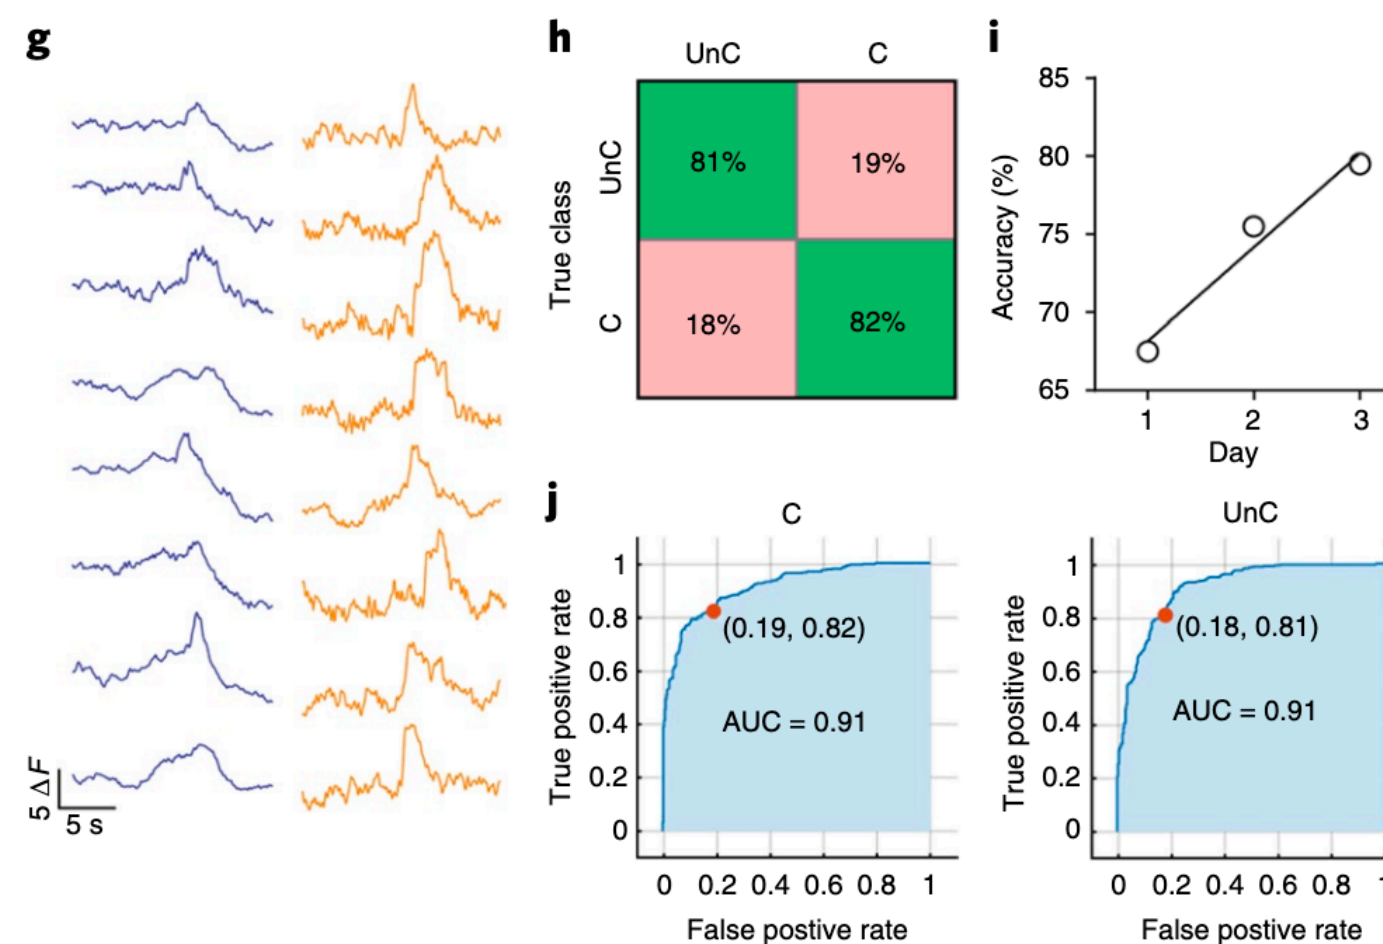 g
5 ΔF
5 s
h
UnC C
True class
UnC
C
81% 19%
18% 82%
i
Accuracy (%)
85
80
75
70
65
1 2 3
Day
j
C
True positive rate
1
0.8
0.6
0.4
0.2
0
(0.19, 0.82)
AUC = 0.91
0 0.2 0.4 0.6 0.8 1
False postive rate
UnC
True positive rate
1
0.8
0.6
0.4
0.2
0
(0.18, 0.81)
AUC = 0.91
0 0.2 0.4 0.6 0.8
False postive rate